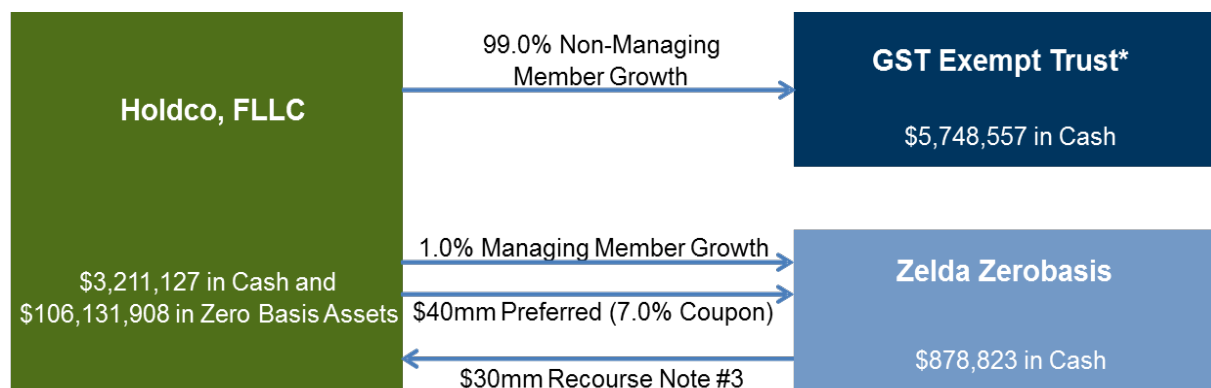 Holdco, FLLC
$3,211,127 in Cash and
$106,131,908 in Zero Basis Assets
99.0% Non-Managing
Member Growth
GST Exempt Trust*
$5,748,557 in Cash
1.0% Managing Member Growth
$40mm Preferred (7.0% Coupon)
$30mm Recourse Note #3
Zelda Zerobasis
$878,823 in Cash